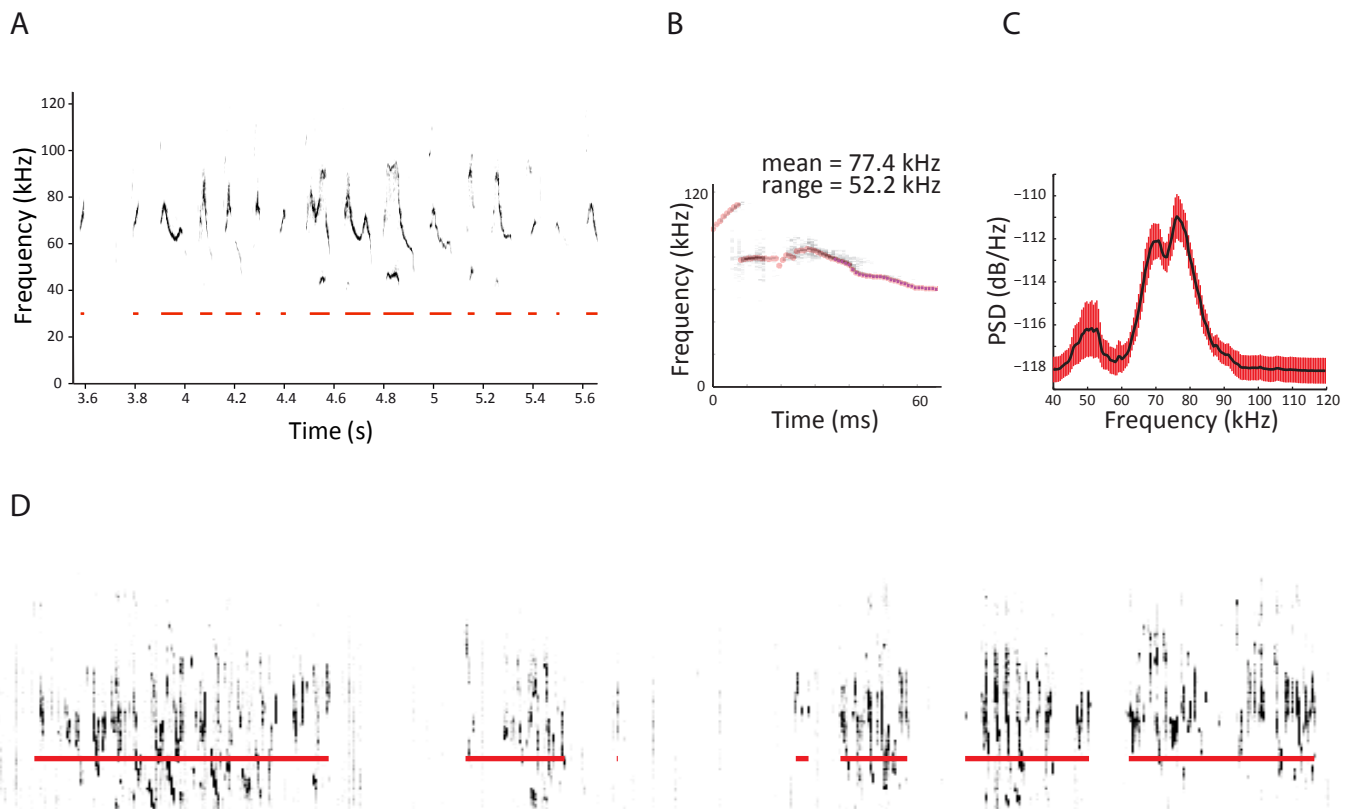 A
B
C
120
100
80
60
40
20
0
Frequency (kHz)
3.6 3.8 4 4.2 4.4 4.6 4.8 5 5.2 5.4 5.6
Time (s)
mean = 77.4 kHz
range = 52.2 kHz
120
Frequency (kHz)
0
0 60
Time (ms)
−110
−112
−114
−116
−118
PSD (dB/Hz)
40 50 60 70 80 90 100 110 120
Frequency (kHz)
D